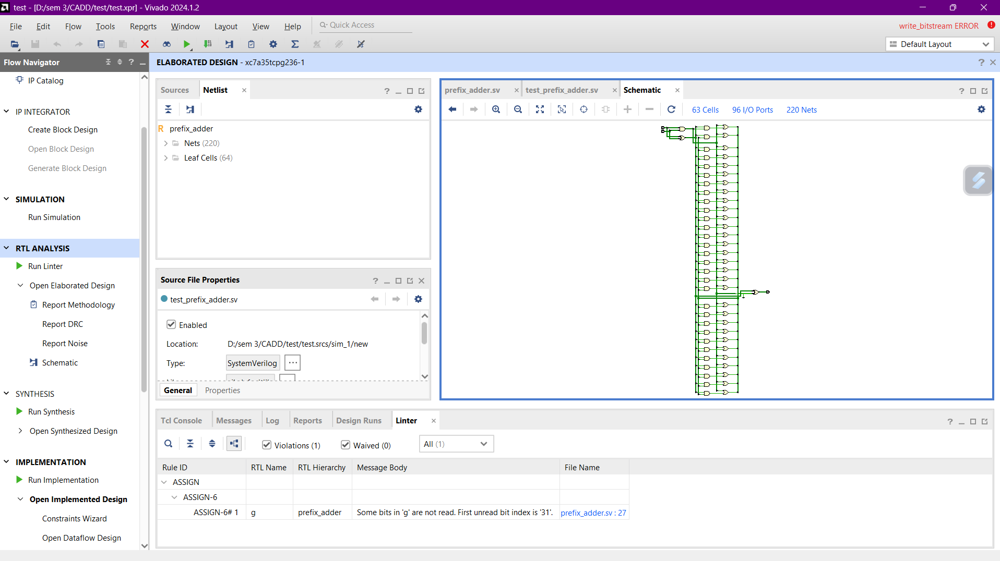 test - [D:/sem 3/CADD/test/test.xpr] - Vivado 2024.1.2
File Edit Flow Tools Reports Window Layout View Help Quick Access
write_bitstream ERROR
Default Layout
Flow Navigator
IP Catalog
IP INTEGRATOR
Create Block Design
Open Block Design
Generate Block Design
SIMULATION
Run Simulation
RTL ANALYSIS
Run Linter
Open Elaborated Design
Report Methodology
Report DRC
Report Noise
Schematic
SYNTHESIS
Run Synthesis
Open Synthesized Design
IMPLEMENTATION
Run Implementation
Open Implemented Design
Constraints Wizard
Open Dataflow Design
ELABORATED DESIGN - xc7a35tcpg236-1
Sources Netlist
R prefix_adder
Nets (220)
Leaf Cells (64)
Source File Properties
test_prefix_adder.sv
Enabled
Location: D:/sem 3/CADD/test/test.srcs/sim_1/new
Type: SystemVerilog ...
General Properties
prefix_adder.sv test_prefix_adder.sv Schematic
63 Cells 96 I/O Ports 220 Nets
Tcl Console Messages Log Reports Design Runs Linter
Violations (1) Waived (0) All (1)
Rule ID RTL Name RTL Hierarchy Message Body File Name
ASSIGN
ASSIGN-6
ASSIGN-6# 1 g prefix_adder Some bits in 'g' are not read. First unread bit index is '31'. prefix_adder.sv : 27